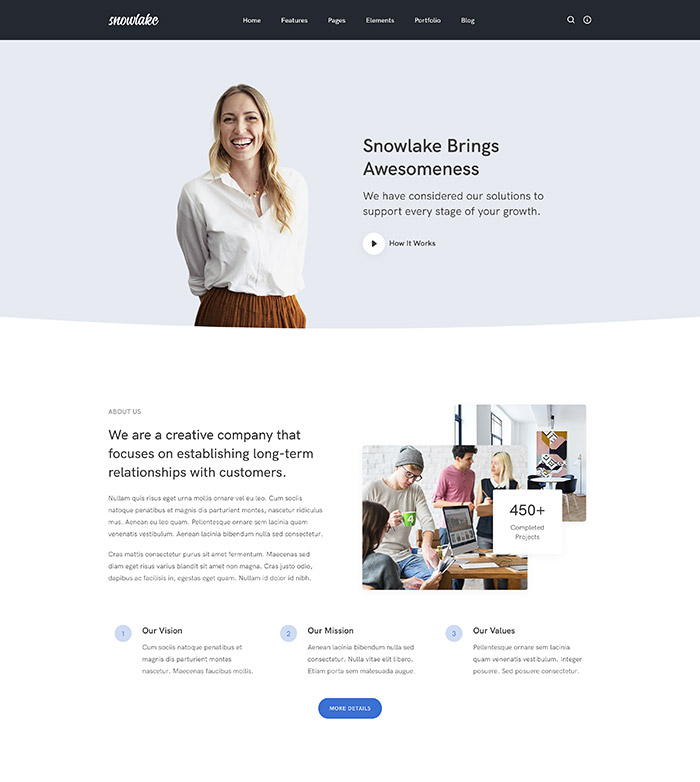 snowlake
Home Features Pages Elements Portfolio Blog
Snowlake Brings
Awesomeness
We have considered our solutions to
support every stage of your growth.
How It Works
ABOUT US
We are a creative company that
focuses on establishing long-term
relationships with customers.
Nullam quis risus eget urna mollis ornare vel eu leo. Cum sociis
natoque penatibus et magnis dis parturient montes, nascetur ridiculus
mus. Aenean eu leo quam. Pellentesque ornare sem lacinia quam
venenatis vestibulum. Aenean lacinia bibendum nulla sed consectetur.
Cras mattis consectetur purus sit amet fermentum. Maecenas sed
diam eget risus varius blandit sit amet non magna. Cras justo odio,
dapibus ac facilisis in, egestas eget quam. Nullam id dolor id nibh.
4
450+
Completed
Projects
1
Our Vision
Cum sociis natoque penatibus et
magnis dis parturient montes
nascetur. Maecenas faucibus mollis.
2
Our Mission
Aenean lacinia bibendum nulla sed
consectetur. Nulla vitae elit libero.
Etiam porta sem malesuada augue.
3
Our Values
Pellentesque ornare sem lacinia
quam venenatis vestibulum. Integer
posuere. Sed posuere consectetur.
MORE DETAILS